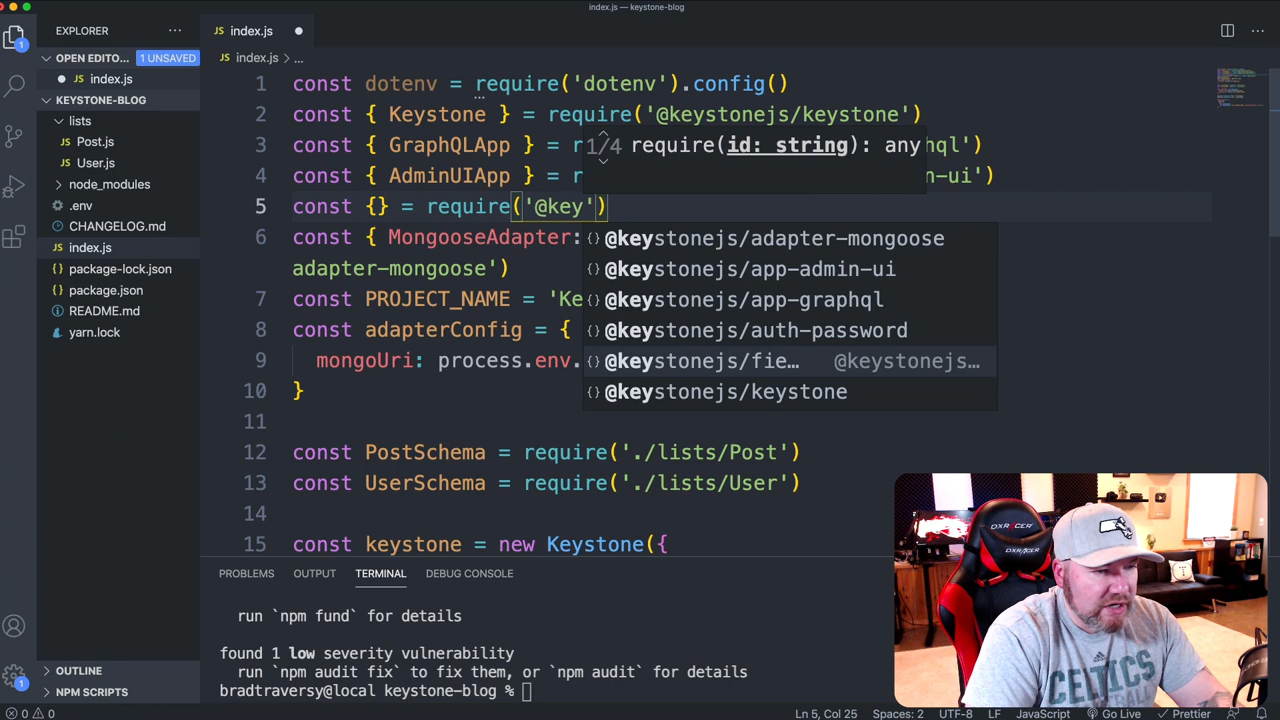 index.js — keystone-blog
EXPLORER
index.js
OPEN EDITO... 1 UNSAVED
index.js
KEYSTONE-BLOG
lists
Post.js
User.js
node_modules
.env
CHANGELOG.md
index.js
package-lock.json
package.json
README.md
yarn.lock
OUTLINE
NPM SCRIPTS
1
1
index.js > ...
1 const dotenv = require('dotenv').config()
2 const { Keystone } = require('@keystonejs/keystone')
3 const { GraphQLApp } = r hql')
4 const { AdminUIApp } = r n-ui')
1/4 require(id: string): any
5 const {} = require('@key')
6 const { MongooseAdapter:
adapter-mongoose')
7 const PROJECT_NAME = 'Ke
8 const adapterConfig = {
9 mongoUri: process.env.
10 }
11
12 const PostSchema = require('./lists/Post')
13 const UserSchema = require('./lists/User')
14
15 const keystone = new Keystone({
@keystonejs/adapter-mongoose
@keystonejs/app-admin-ui
@keystonejs/app-graphql
@keystonejs/auth-password
@keystonejs/fie... @keystonejs...
@keystonejs/keystone
PROBLEMS OUTPUT TERMINAL DEBUG CONSOLE
run `npm fund` for details
found 1 low severity vulnerability
run `npm audit fix` to fix them, or `npm audit` for details
bradtraversy@local keystone-blog %
DXRACER
DXRACER
CELTICS
0 0 Ln 5, Col 25 Spaces: 2 UTF-8 LF JavaScript Go Live Prettier